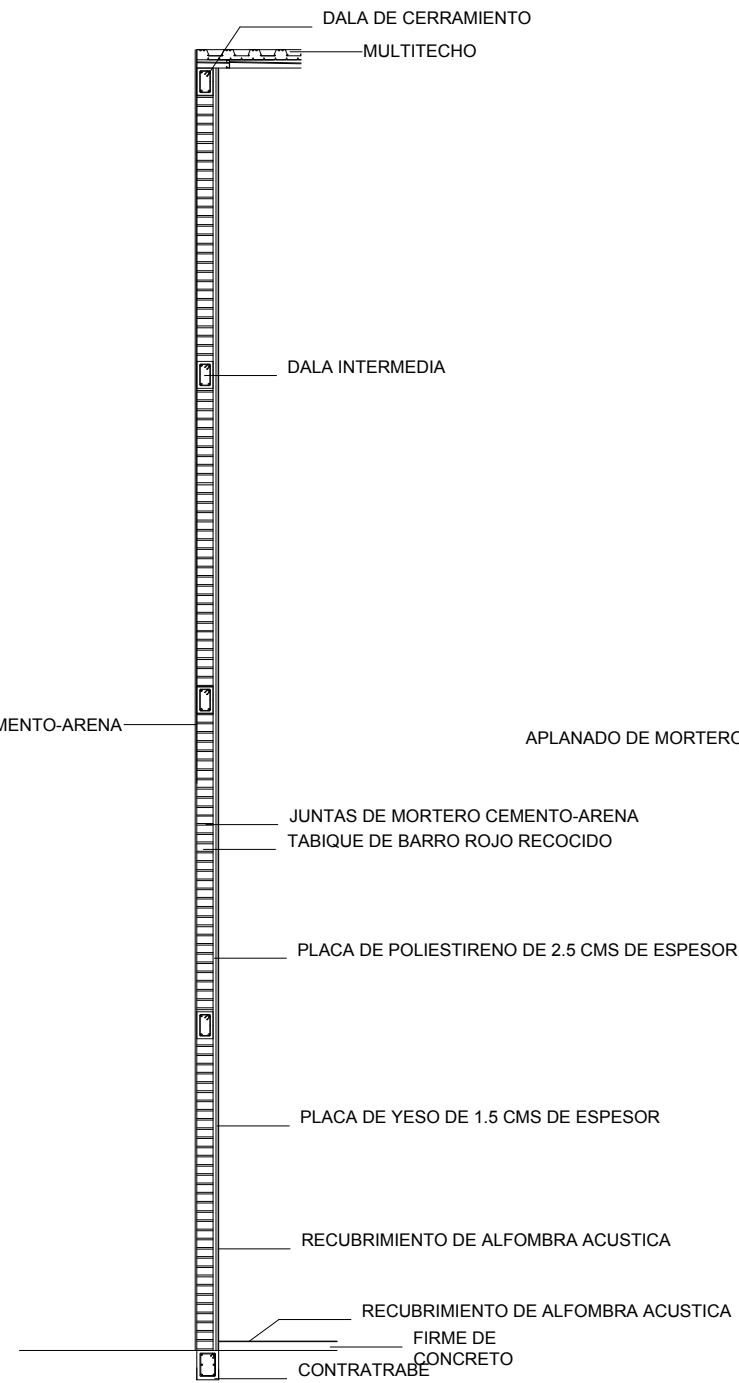 DALA DE CERRAMIENTO
MULTITECHO
DALA INTERMEDIA
MENTO-ARENA
APLANADO DE MORTERO
JUNTAS DE MORTERO CEMENTO-ARENA
TABIQUE DE BARRO ROJO RECOCIDO
PLACA DE POLIESTIRENO DE 2.5 CMS DE ESPESOR
PLACA DE YESO DE 1.5 CMS DE ESPESOR
RECUBRIMIENTO DE ALFOMBRA ACUSTICA
RECUBRIMIENTO DE ALFOMBRA ACUSTICA
FIRME DE
CONCRETO
CONTRATRABE